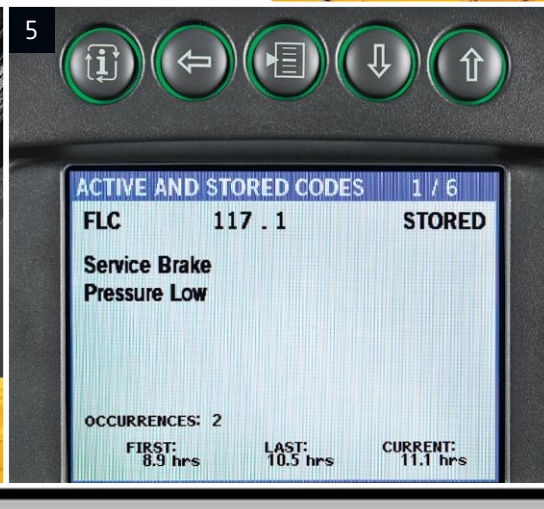 5
ACTIVE AND STORED CODES 1 / 6
FLC 117 . 1 STORED
Service Brake
Pressure Low
OCCURRENCES: 2
FIRST: LAST: CURRENT:
8.9 hrs 10.5 hrs 11.1 hrs